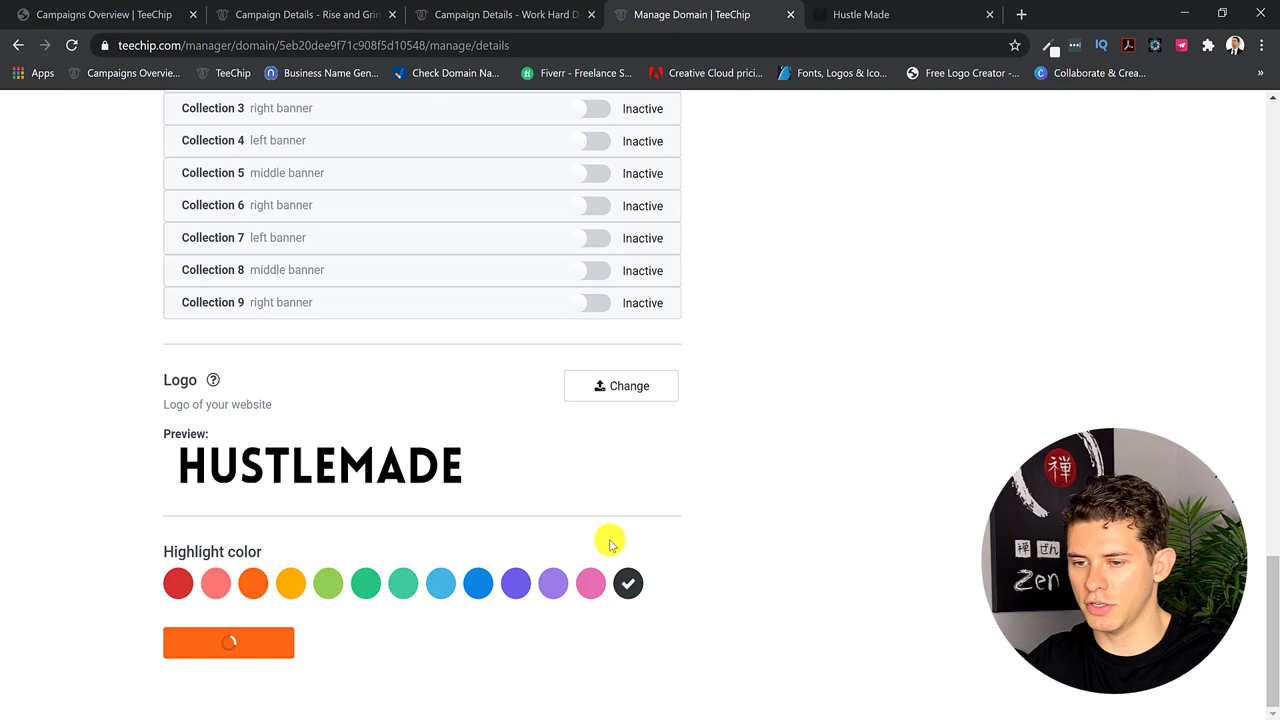 Campaigns Overview | TeeChip
Campaign Details - Rise and Grin
Campaign Details - Work Hard D
Manage Domain | TeeChip
Hustle Made
teechip.com/manager/domain/5eb20dee9f71c908f5d10548/manage/details
IQ
Apps
Campaigns Overvie...
TeeChip
Business Name Gen...
Check Domain Na...
Fiverr - Freelance S...
Creative Cloud prici...
Fonts, Logos & Ico...
Free Logo Creator -...
Collaborate & Crea...
»
Collection 3 right banner Inactive
Collection 4 left banner Inactive
Collection 5 middle banner Inactive
Collection 6 right banner Inactive
Collection 7 left banner Inactive
Collection 8 middle banner Inactive
Collection 9 right banner Inactive
Logo ?
Change
Logo of your website
Preview:
HUSTLEMADE
Highlight color
禅
禅 ぜん
Zen